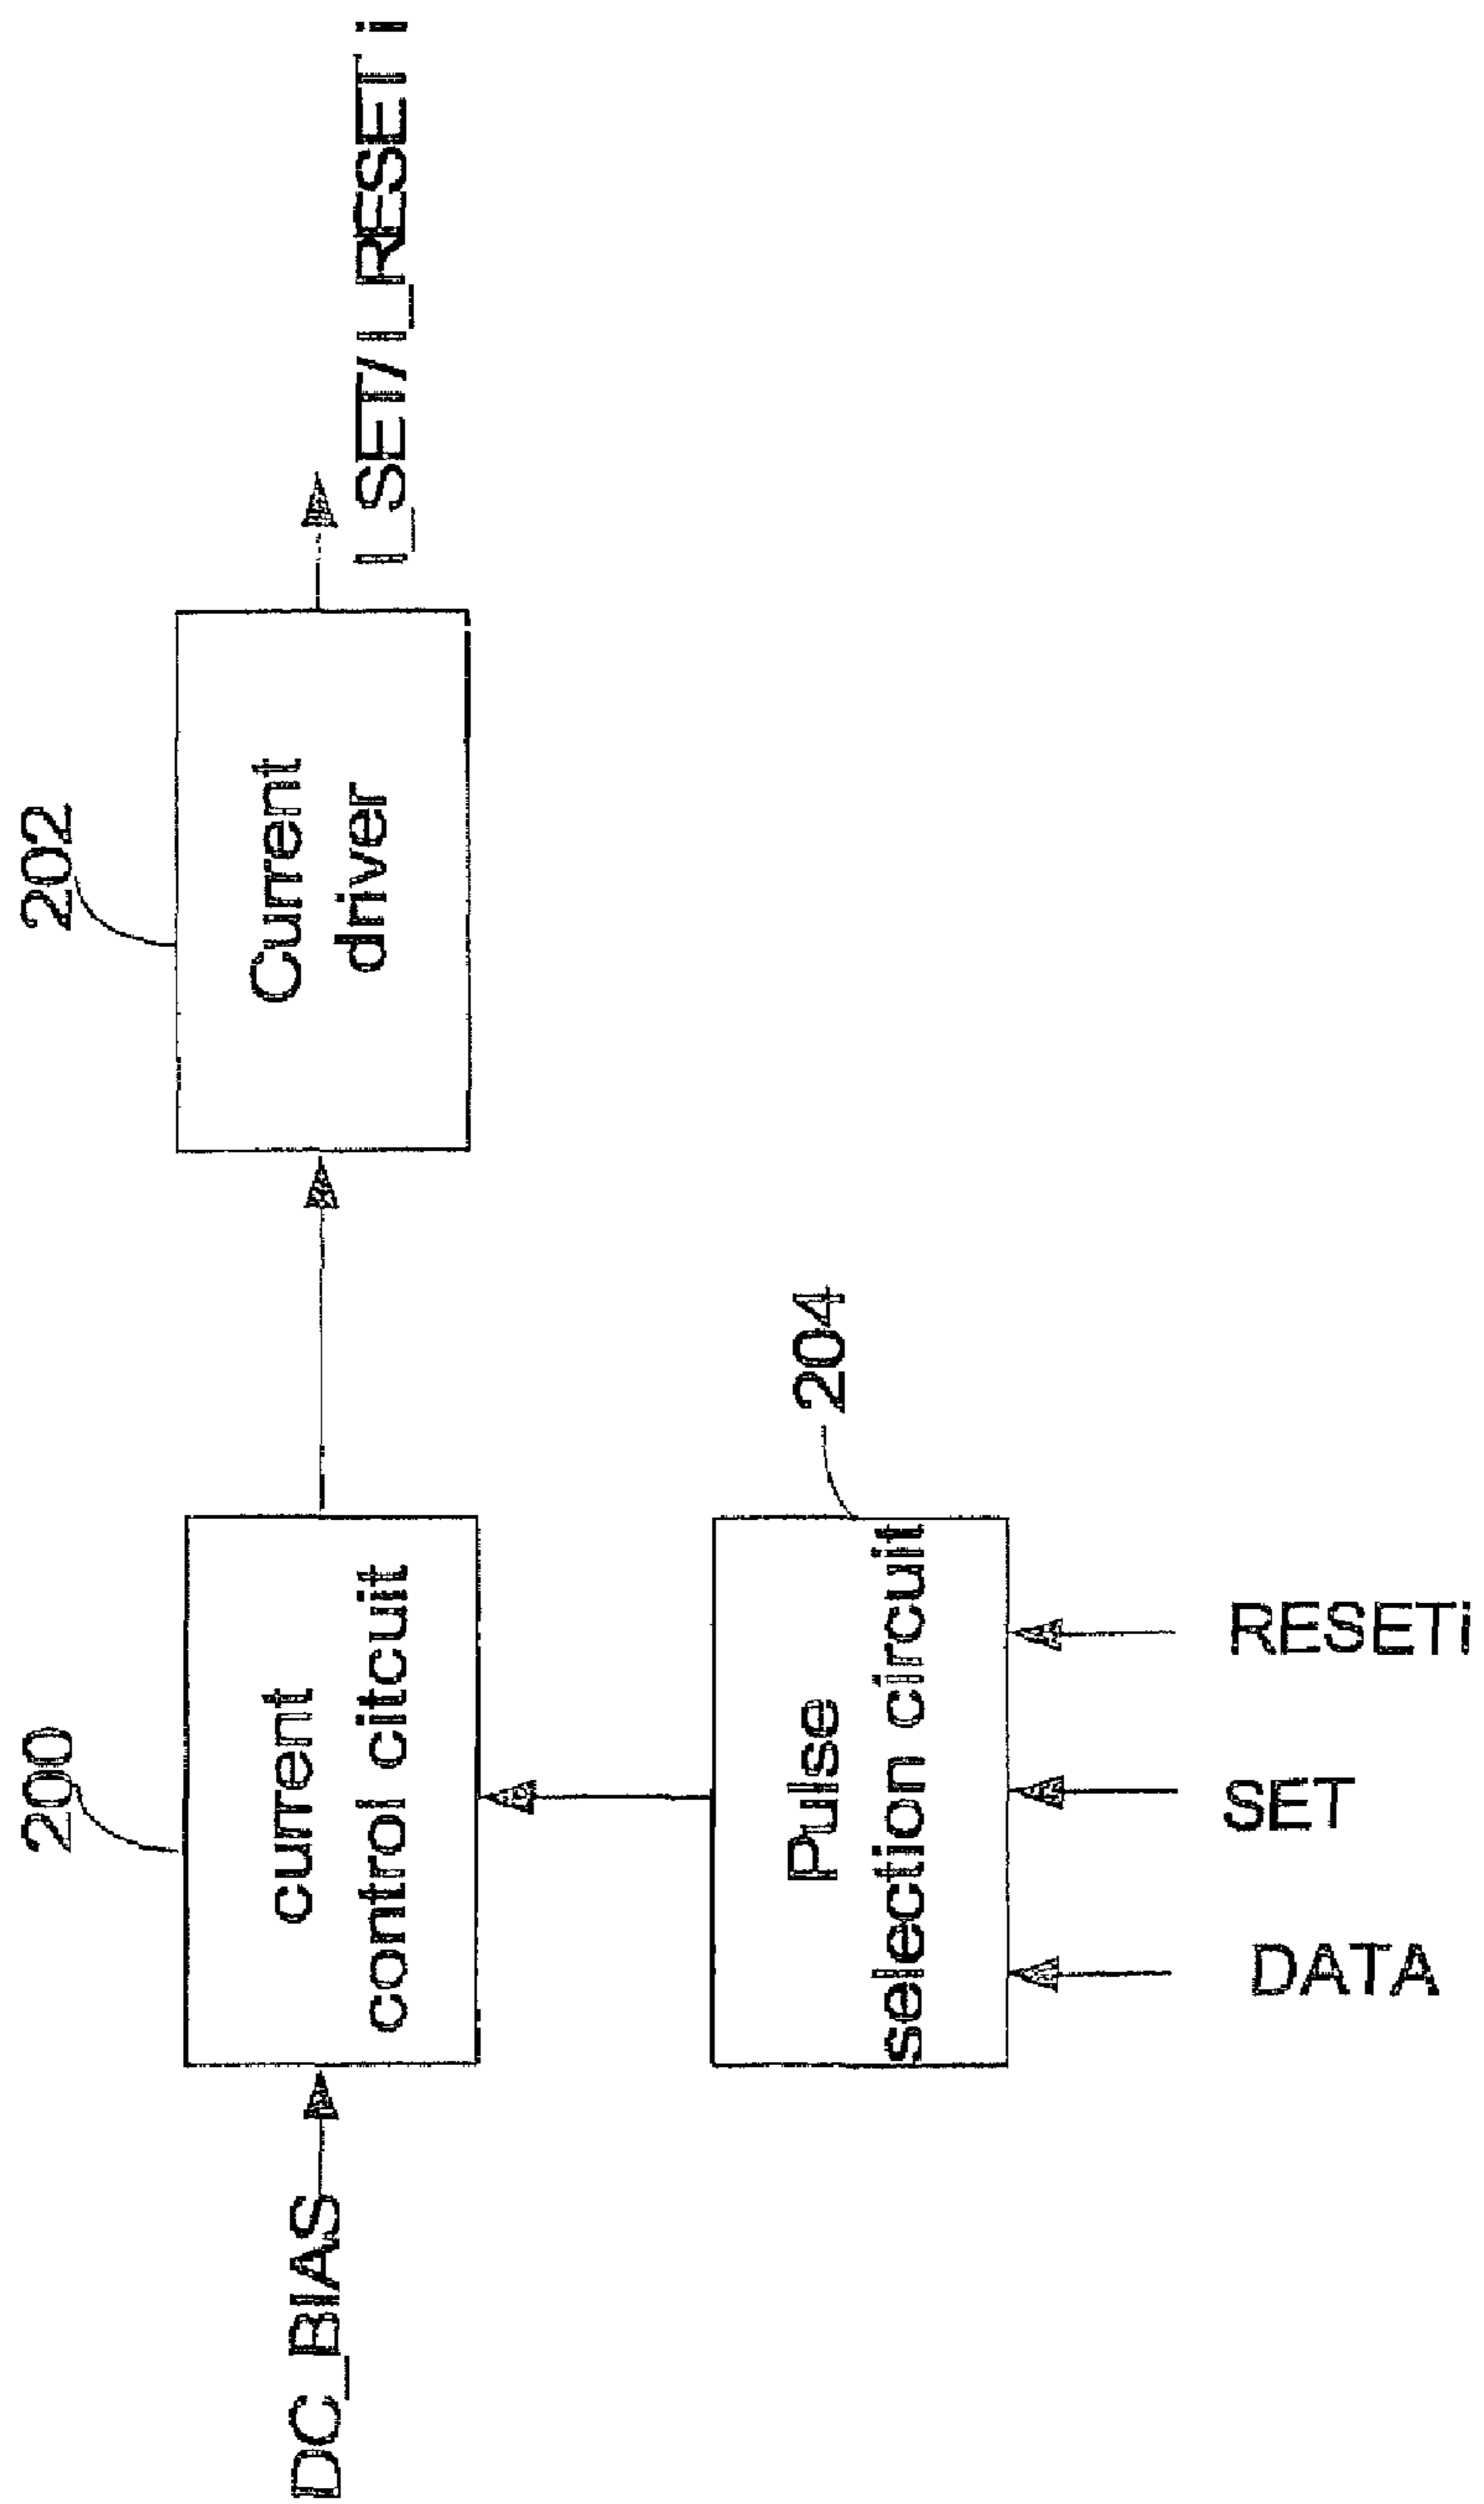 200
202
DC_BIAS
current
control citcuit
Current
driver
I_SET/I_RESETi
204
Pulse
selection circuit
DATA
SET
RESETi